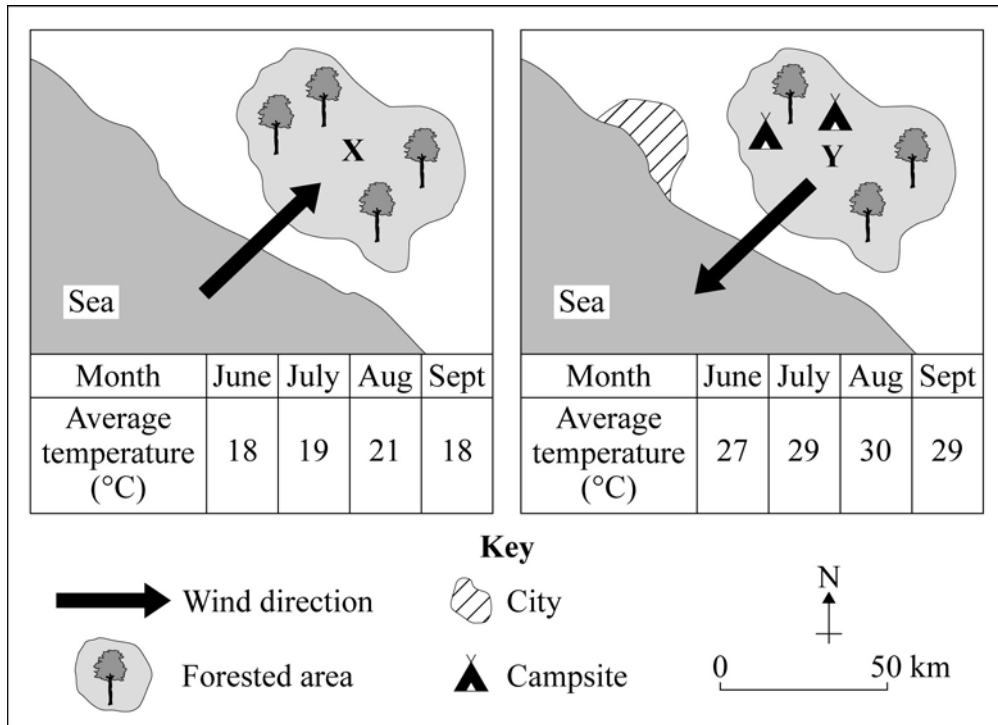 X
Sea
Month June July Aug Sept
Average
temperature
(°C)
18 19 21 18
Y
Sea
Month June July Aug Sept
Average
temperature
(°C)
27 29 30 29
Key
Wind direction
City
N
Forested area
Campsite
0 50 km